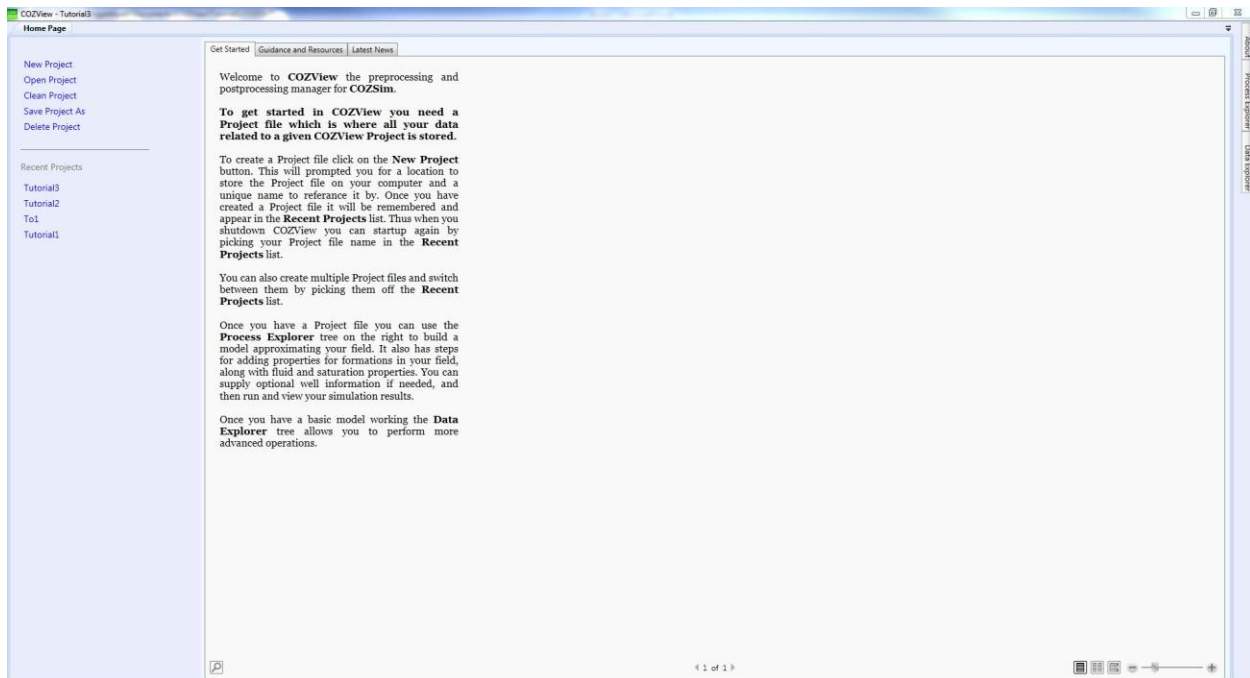 COZView - Tutorial3
Home Page
New Project
Open Project
Clean Project
Save Project As
Delete Project
Recent Projects
Tutorial3
Tutorial2
To1
Tutorial1
Get Started
Guidance and Resources
Latest News
Welcome to COZView the preprocessing and
postprocessing manager for COZSim.
To get started in COZView you need a
Project file which is where all your data
related to a given COZView Project is stored.
To create a Project file click on the New Project
button. This will prompted you for a location to
store the Project file on your computer and a
unique name to referance it by. Once you have
created a Project file it will be remembered and
appear in the Recent Projects list. Thus when you
shutdown COZView you can startup again by
picking your Project file name in the Recent
Projects list.
You can also create multiple Project files and switch
between them by picking them off the Recent
Projects list.
Once you have a Project file you can use the
Process Explorer tree on the right to build a
model approximating your field. It also has steps
for adding properties for formations in your field,
along with fluid and saturation properties. You can
supply optional well information if needed, and
then run and view your simulation results.
Once you have a basic model working the Data
Explorer tree allows you to perform more
advanced operations.
1 of 1
About
Process Explorer
Data Explorer